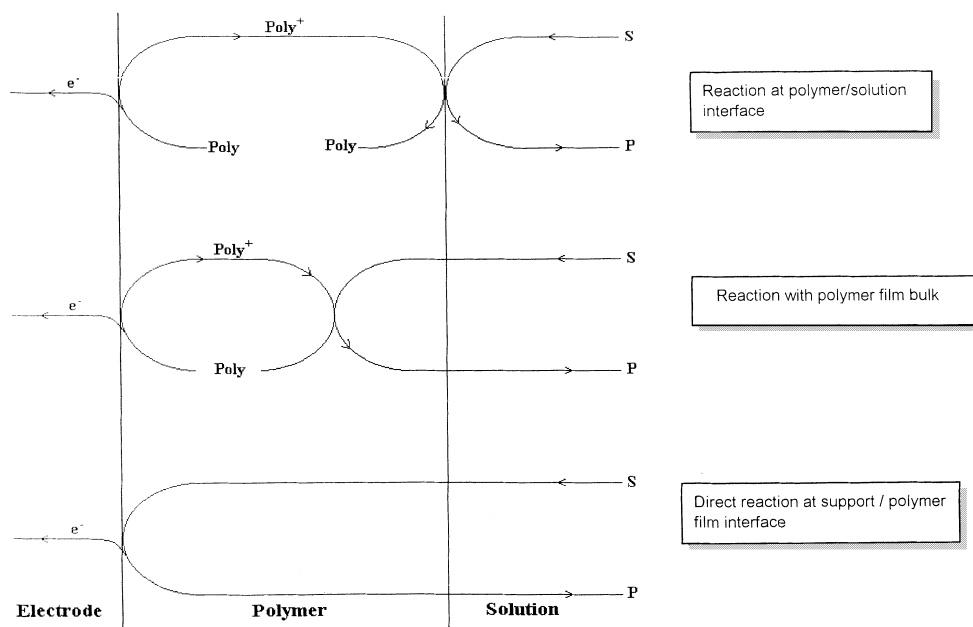 Poly⁺
S
e⁻
Reaction at polymer/solution
interface
Poly
Poly
P
Poly⁺
S
e⁻
Reaction with polymer film bulk
Poly
P
S
e⁻
Direct reaction at support / polymer
film interface
P
Electrode
Polymer
Solution